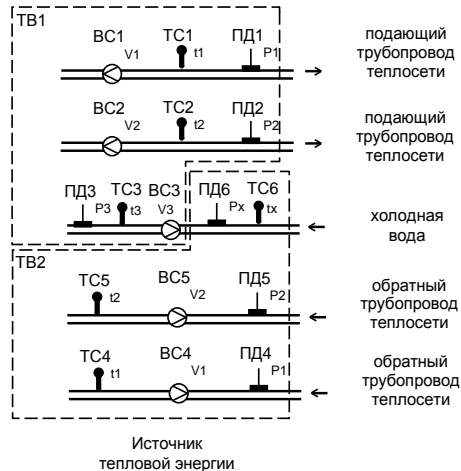 ТВ1
ВС1 ТС1 ПД1
V1 t1 P1
подающий
трубопровод
теплосети
ВС2 ТС2 ПД2
V2 t2 P2
подающий
трубопровод
теплосети
ПД3 ТС3 ВС3 ПД6 ТС6
P3 t3 V3 Px tx
холодная
вода
ТВ2
ТС5 ВС5 ПД5
t2 V2 P2
обратный
трубопровод
теплосети
ТС4 ВС4 ПД4
t1 V1 P1
обратный
трубопровод
теплосети
Источник
тепловой энергии